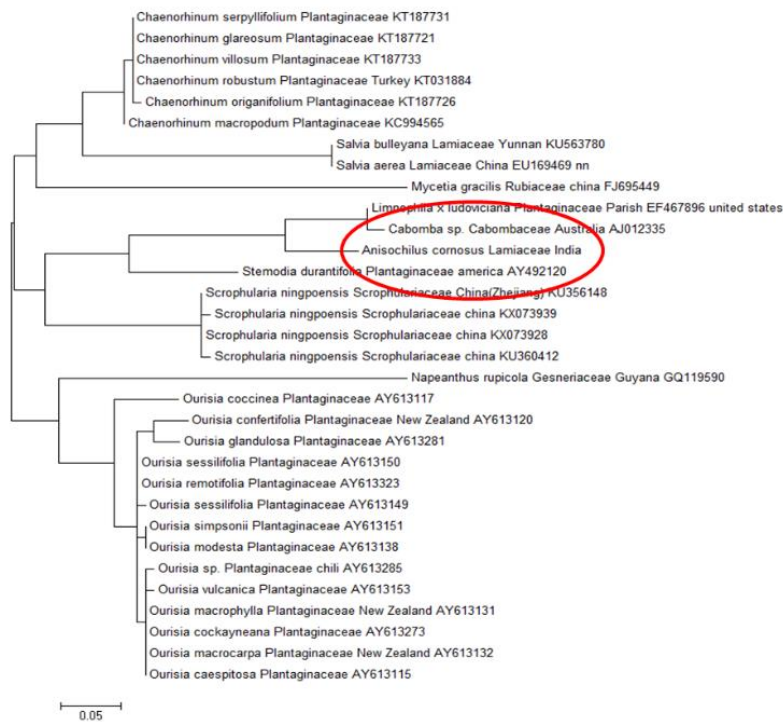 Chaenorhinum serpyllifolium Plantaginaceae KT187731
Chaenorhinum glareosum Plantaginaceae KT187721
Chaenorhinum villosum Plantaginaceae KT187733
Chaenorhinum robustum Plantaginaceae Turkey KT031884
Chaenorhinum origanifolium Plantaginaceae KT187726
Chaenorhinum macropodum Plantaginaceae KC994565
Salvia bulleyana Lamiaceae Yunnan KU563780
Salvia aerea Lamiaceae China EU169469 nn
Mycetia gracilis Rubiaceae china FJ695449
Limnophila x ludoviciana Plantaginaceae Parish EF467896 united states
Cabomba sp. Cabombaceae Australia AJ012335
Anisochilus cornosus Lamiaceae India
Stemodia durantifolia Plantaginaceae america AY492120
Scrophularia ningpoensis Scrophulariaceae China(Zhejiang) KU356148
Scrophularia ningpoensis Scrophulariaceae china KX073939
Scrophularia ningpoensis Scrophulariaceae china KX073928
Scrophularia ningpoensis Scrophulariaceae china KU360412
Napeanthus rupicola Gesneriaceae Guyana GQ119590
Ourisia coccinea Plantaginaceae AY613117
Ourisia confertifolia Plantaginaceae New Zealand AY613120
Ourisia glandulosa Plantaginaceae AY613281
Ourisia sessilifolia Plantaginaceae AY613150
Ourisia remotifolia Plantaginaceae AY613323
Ourisia sessilifolia Plantaginaceae AY613149
Ourisia simpsonii Plantaginaceae AY613151
Ourisia modesta Plantaginaceae AY613138
Ourisia sp. Plantaginaceae chili AY613285
Ourisia vulcanica Plantaginaceae AY613153
Ourisia macrophylla Plantaginaceae New Zealand AY613131
Ourisia cockayneana Plantaginaceae AY613273
Ourisia macrocarpa Plantaginaceae New Zealand AY613132
Ourisia caespitosa Plantaginaceae AY613115
0.05